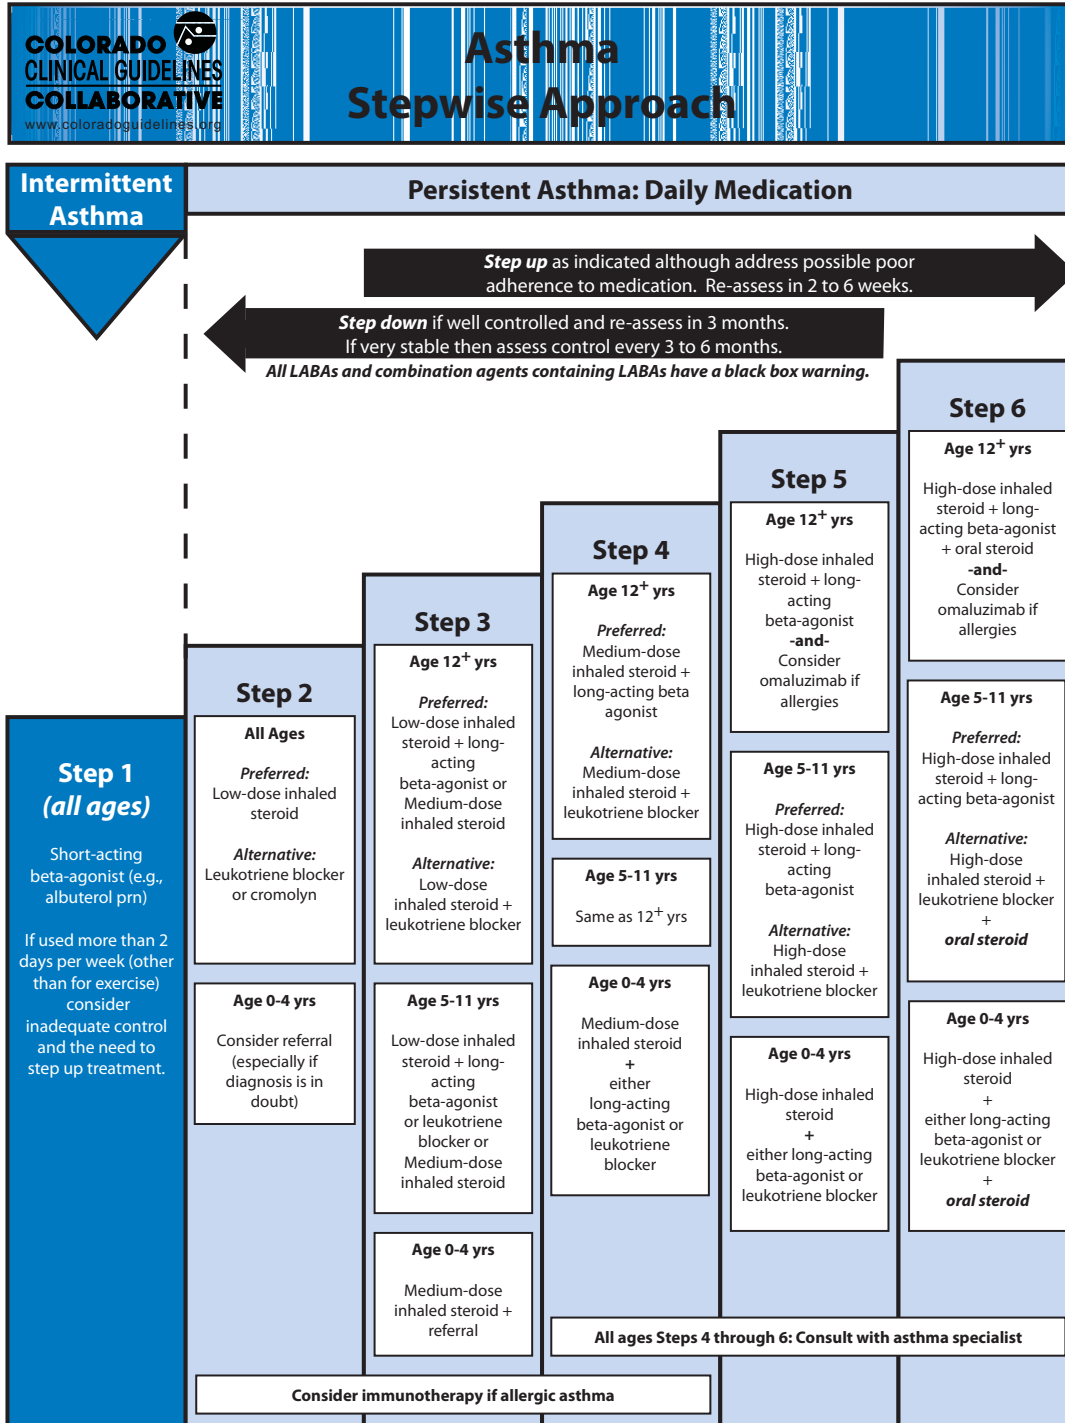 COLORADO
CLINICAL GUIDELINES
COLLABORATIVE
www.coloradoguidelines.org
Asthma
Stepwise Approach
Intermittent
Asthma
Persistent Asthma: Daily Medication
Step up as indicated although address possible poor
adherence to medication. Re-assess in 2 to 6 weeks.
Step down if well controlled and re-assess in 3 months.
If very stable then assess control every 3 to 6 months.
All LABAs and combination agents containing LABAs have a black box warning.
Step 1
(all ages)
Short-acting
beta-agonist (e.g.,
albuterol prn)
If used more than 2
days per week (other
than for exercise)
consider
inadequate control
and the need to
step up treatment.
Step 2
All Ages
Preferred:
Low-dose inhaled
steroid
Alternative:
Leukotriene blocker
or cromolyn
Age 0-4 yrs
Consider referral
(especially if
diagnosis is in
doubt)
Step 3
Age 12+ yrs
Preferred:
Low-dose inhaled
steroid + long-
acting
beta-agonist or
Medium-dose
inhaled steroid
Alternative:
Low-dose
inhaled steroid +
leukotriene blocker
Age 5-11 yrs
Low-dose inhaled
steroid + long-
acting
beta-agonist
or leukotriene
blocker or
Medium-dose
inhaled steroid
Age 0-4 yrs
Medium-dose
inhaled steroid +
referral
Step 4
Age 12+ yrs
Preferred:
Medium-dose
inhaled steroid +
long-acting beta
agonist
Alternative:
Medium-dose
inhaled steroid +
leukotriene blocker
Age 5-11 yrs
Same as 12+ yrs
Age 0-4 yrs
Medium-dose
inhaled steroid
+
either
long-acting
beta-agonist or
leukotriene
blocker
Step 5
Age 12+ yrs
High-dose inhaled
steroid + long-
acting
beta-agonist
-and-
Consider
omaluzimab if
allergies
Age 5-11 yrs
Preferred:
High-dose inhaled
steroid + long-
acting
beta-agonist
Alternative:
High-dose
inhaled steroid +
leukotriene blocker
Age 0-4 yrs
High-dose inhaled
steroid
+
either long-acting
beta-agonist or
leukotriene blocker
Step 6
Age 12+ yrs
High-dose inhaled
steroid + long-
acting beta-agonist
+ oral steroid
-and-
Consider
omaluzimab if
allergies
Age 5-11 yrs
Preferred:
High-dose inhaled
steroid + long-
acting beta-agonist
Alternative:
High-dose
inhaled steroid +
leukotriene blocker
+
oral steroid
Age 0-4 yrs
High-dose inhaled
steroid
+
either long-acting
beta-agonist or
leukotriene blocker
+
oral steroid
All ages Steps 4 through 6: Consult with asthma specialist
Consider immunotherapy if allergic asthma